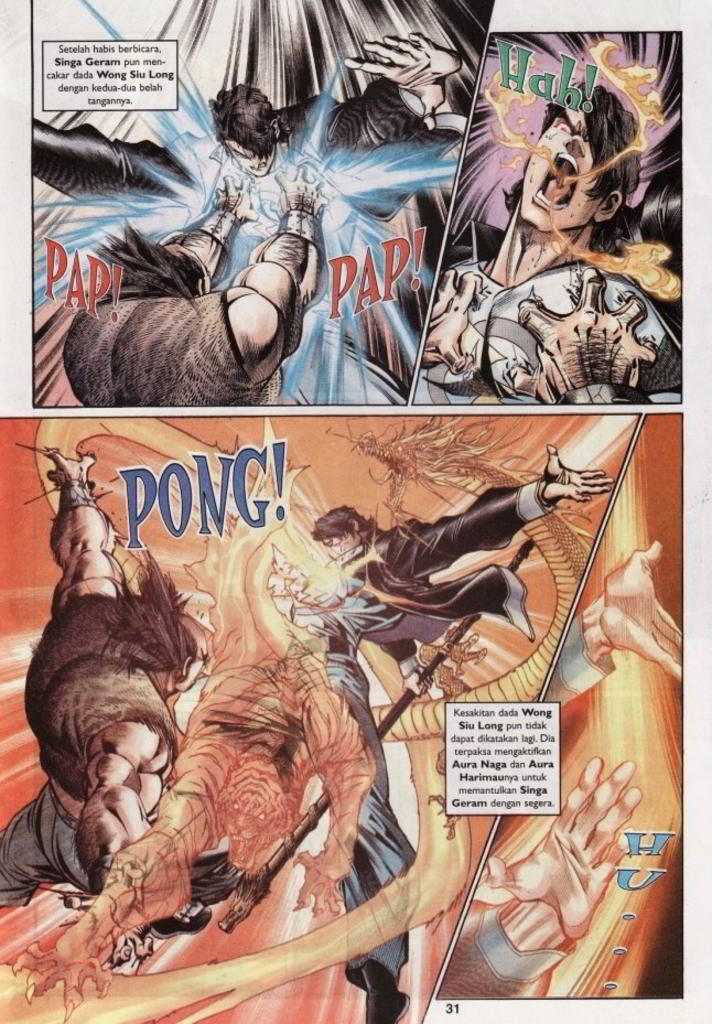 Setelah habis berbicara,
Singa Geram pun men-
cakar dada Wong Siu Long
dengan kedua-dua belah
tangannya.
PAP!
PAP!
Hah!
PONG!
Kesakitan dada Wong
Siu Long pun tidak
dapat dikatakan lagi. Dia
terpaksa mengaktifkan
Aura Naga dan Aura
Harimaunya untuk
memantulkan Singa
Geram dengan segera.
HU...
31